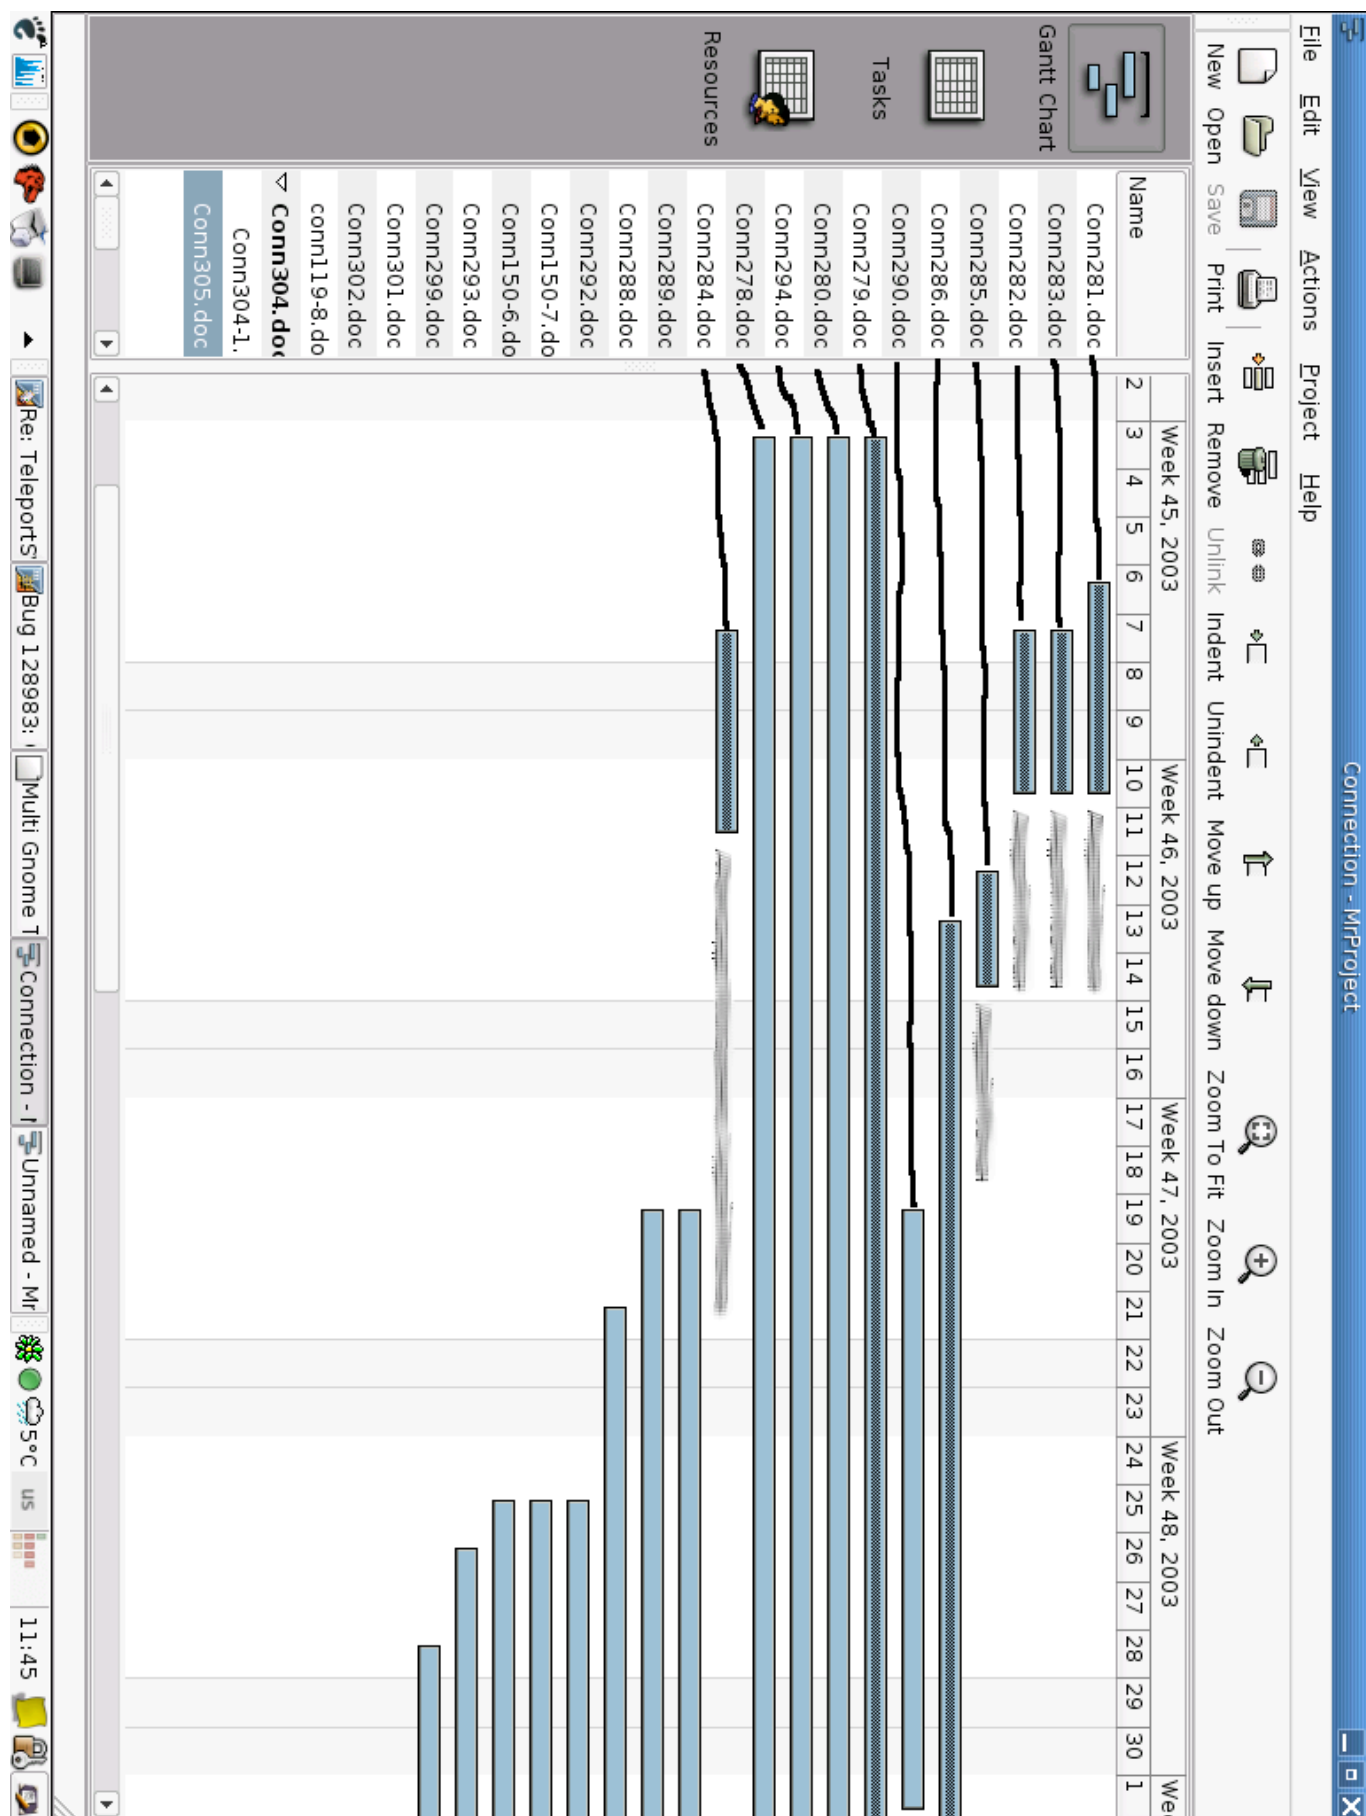 Connection - MrProject
File Edit View Actions Project Help
New Open Save Print Insert Remove Unlink Indent Unindent Move up Move down Zoom To Fit Zoom In Zoom Out
Gantt Chart
Tasks
Resources
Name
Conn281.doc
Conn283.doc
Conn282.doc
Conn285.doc
Conn286.doc
Conn290.doc
Conn279.doc
Conn280.doc
Conn294.doc
Conn278.doc
Conn284.doc
Conn289.doc
Conn288.doc
Conn292.doc
Conn150-7.do
Conn150-6.do
Conn293.doc
Conn299.doc
Conn301.doc
Conn302.doc
conn119-8.do
Conn304.doc
Conn304-1.
Conn305.doc
Week 45, 2003 Week 46, 2003 Week 47, 2003 Week 48, 2003 We
2 3 4 5 6 7 8 9 10 11 12 13 14 15 16 17 18 19 20 21 22 23 24 25 26 27 28 29 30 1
Re: TeleportS Bug 128983: Multi Gnome T Connection - Unnamed - Mr 5°C us 11:45